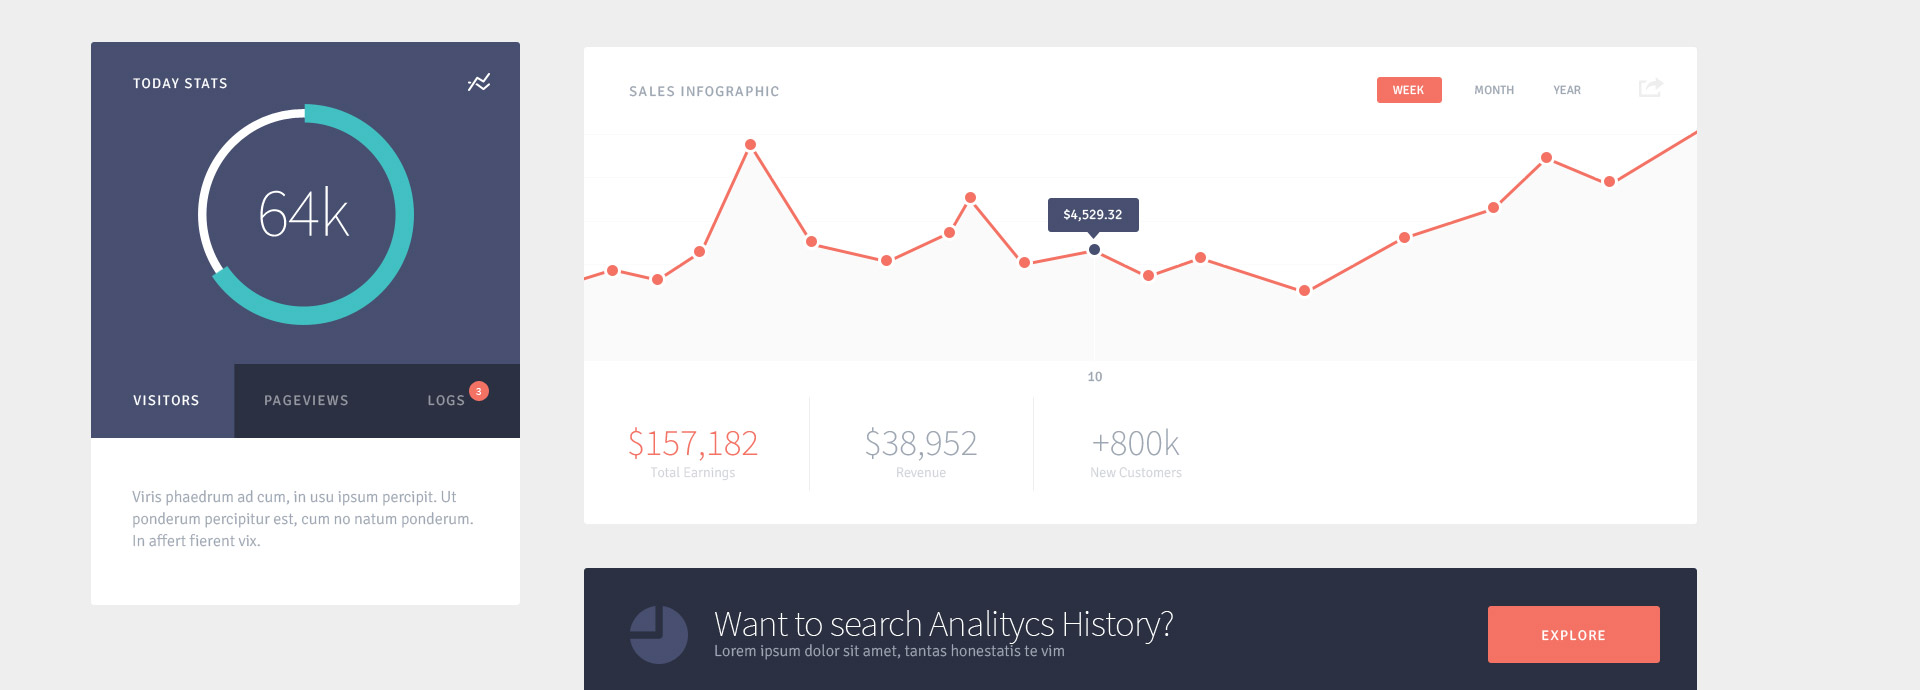 TODAY STATS
64k
VISITORS
PAGEVIEWS
LOGS
3
Viris phaedrum ad cum, in usu ipsum percipit. Ut
ponderum percipitur est, cum no natum ponderum.
In affert fierent vix.
SALES INFOGRAPHIC
WEEK
MONTH
YEAR
$4,529.32
10
$157,182
Total Earnings
$38,952
Revenue
+800k
New Customers
Want to search Analitycs History?
Lorem ipsum dolor sit amet, tantas honestatis te vim
EXPLORE